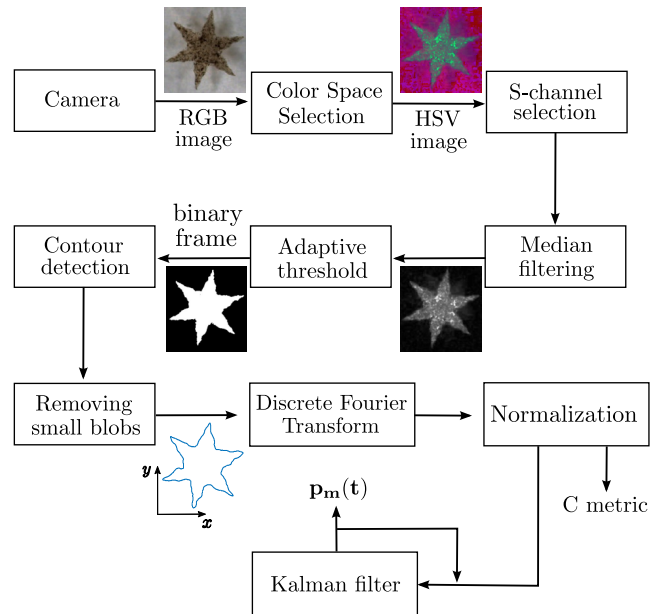 Camera
RGB
image
Color Space
Selection
HSV
image
S-channel
selection
Contour
detection
binary
frame
Adaptive
threshold
Median
filtering
Removing
small blobs
y
x
Discrete Fourier
Transform
Normalization
C metric
pm(t)
Kalman filter